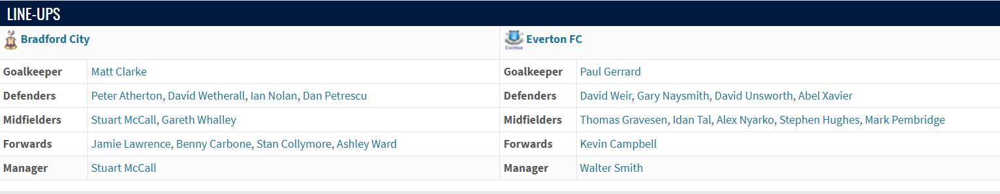 LINE-UPS
Bradford City
Goalkeeper Matt Clarke
Defenders Peter Atherton, David Wetherall, Ian Nolan, Dan Petrescu
Midfielders Stuart McCall, Gareth Whalley
Forwards Jamie Lawrence, Benny Carbone, Stan Collymore, Ashley Ward
Manager Stuart McCall
Everton
Everton FC
Goalkeeper Paul Gerrard
Defenders David Weir, Gary Naysmith, David Unsworth, Abel Xavier
Midfielders Thomas Gravesen, Idan Tal, Alex Nyarko, Stephen Hughes, Mark Pembridge
Forwards Kevin Campbell
Manager Walter Smith